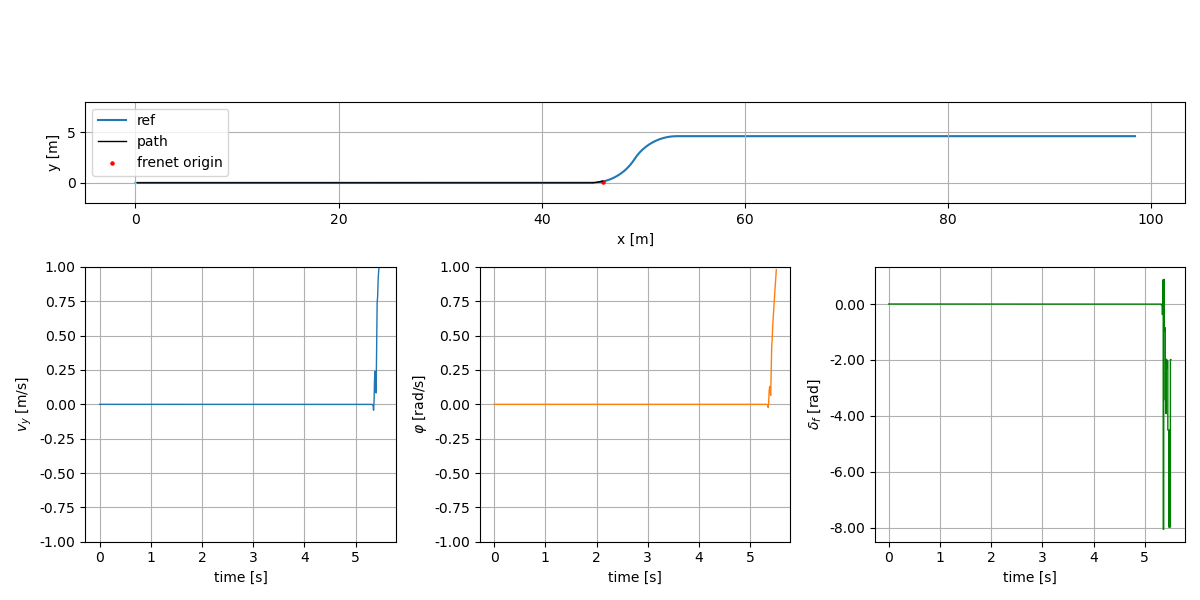 ref
path
frenet origin
y [m]
5
0
0 20 40 60 80 100
x [m]
1.00
0.75
0.50
0.25
0.00
-0.25
-0.50
-0.75
-1.00
v_y [m/s]
0 1 2 3 4 5
time [s]
1.00
0.75
0.50
0.25
0.00
-0.25
-0.50
-0.75
-1.00
φ [rad/s]
0 1 2 3 4 5
time [s]
0.00
-2.00
-4.00
-6.00
-8.00
δ_f [rad]
0 1 2 3 4 5
time [s]